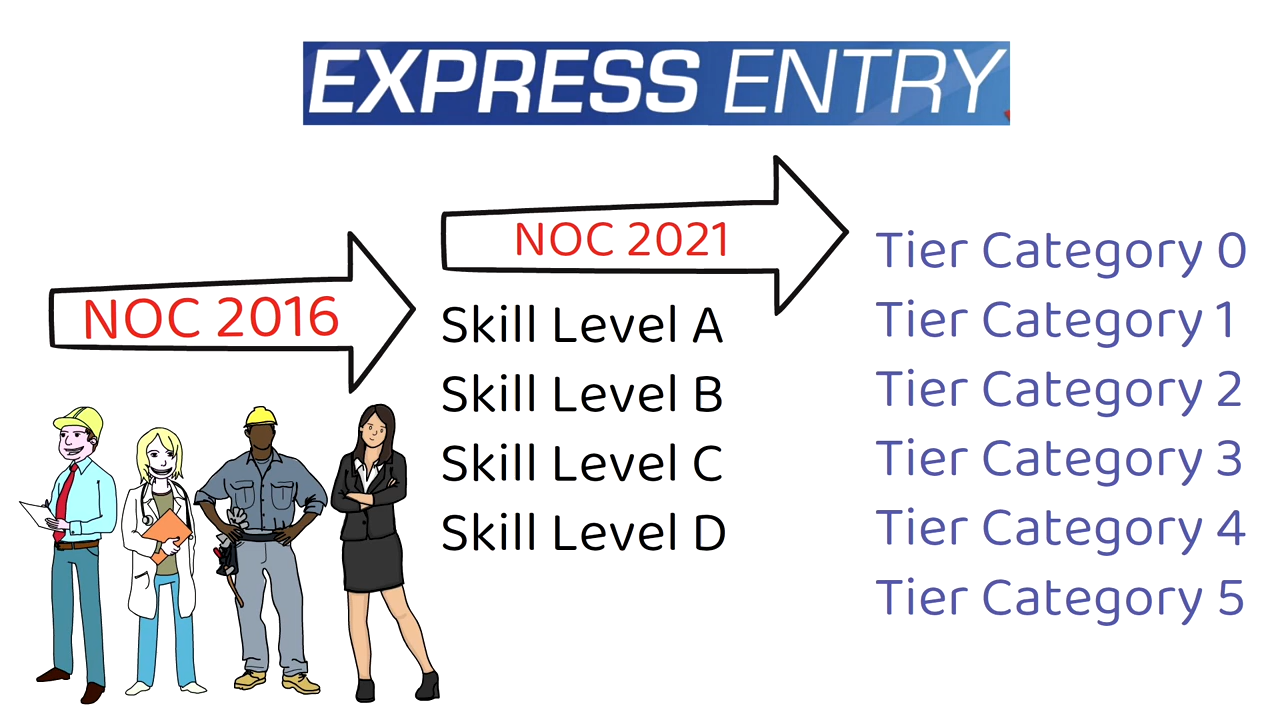 EXPRESS ENTRY
NOC 2016
NOC 2021
Skill Level A
Skill Level B
Skill Level C
Skill Level D
Tier Category 0
Tier Category 1
Tier Category 2
Tier Category 3
Tier Category 4
Tier Category 5